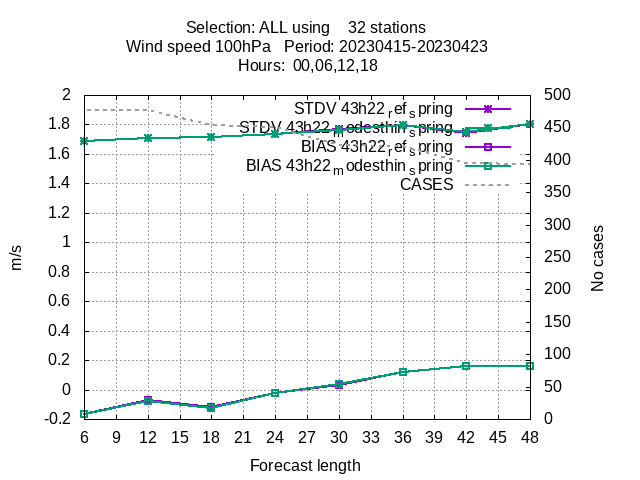 Selection: ALL using    32 stations
Wind speed 100hPa   Period: 20230415-20230423
Hours:  00,06,12,18
STDV 43h22_ref_spring
STDV 43h22_modesthin_spring
BIAS 43h22_ref_spring
BIAS 43h22_modesthin_spring
CASES
2
1.8
1.6
1.4
1.2
1
0.8
0.6
0.4
0.2
0
-0.2
m/s
500
450
400
350
300
250
200
150
100
50
0
No cases
6 9 12 15 18 21 24 27 30 33 36 39 42 45 48
Forecast length